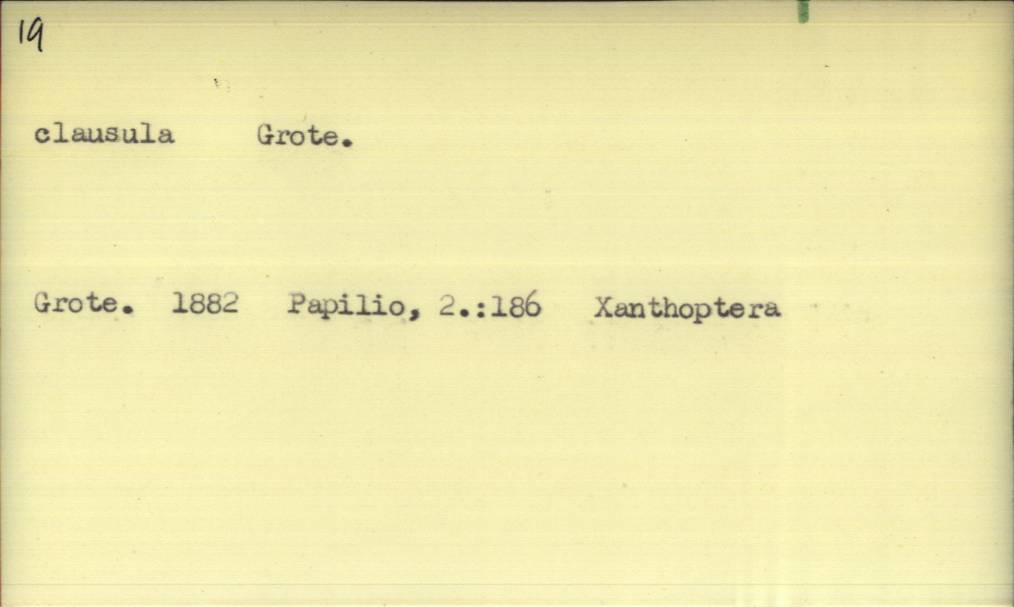 19
clausula Grote.
Grote. 1882 Papilio, 2.:186 Xanthoptera